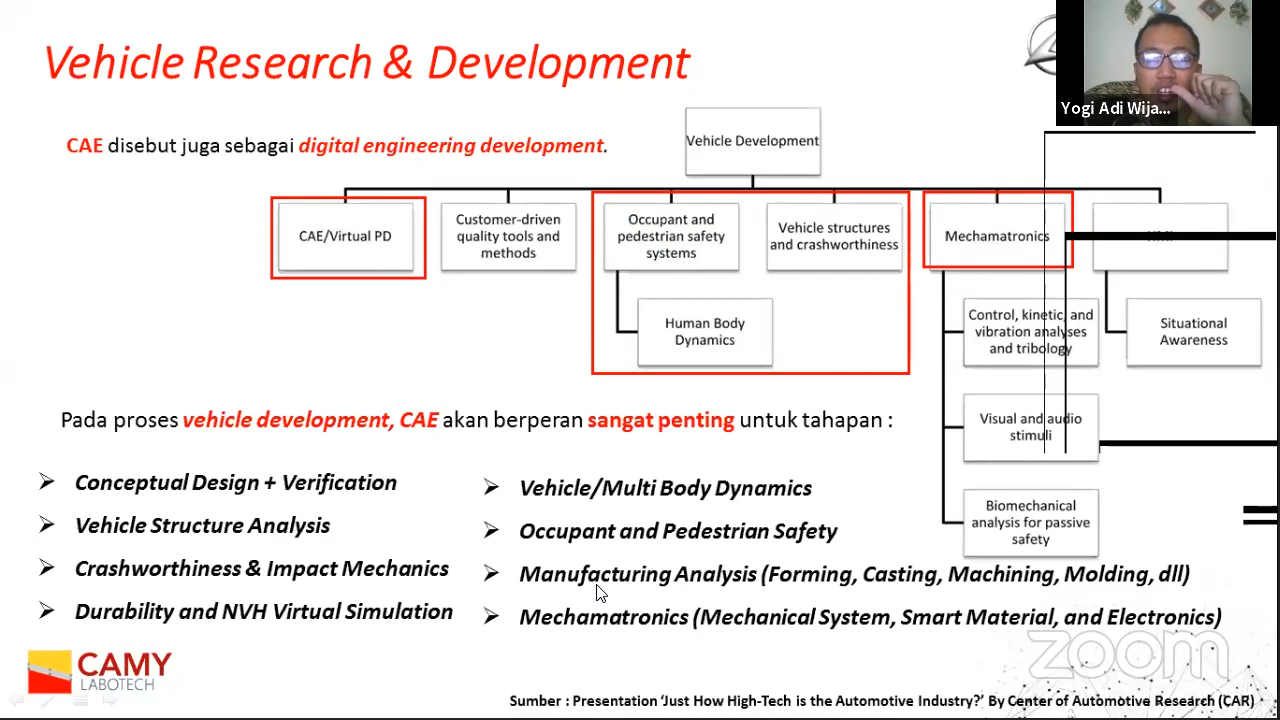 Vehicle Research & Development
Yogi Adi Wija...
CAE disebut juga sebagai digital engineering development.
Vehicle Development
CAE/Virtual PD
Customer-driven
quality tools and
methods
Occupant and
pedestrian safety
systems
Vehicle structures
and crashworthiness
Mechamatronics
Human Body
Dynamics
Control, kinetic, and
vibration analyses
and tribology
Situational
Awareness
Visual and audio
stimuli
Biomechanical
analysis for passive
safety
Pada proses vehicle development, CAE akan berperan sangat penting untuk tahapan :
Conceptual Design + Verification
Vehicle Structure Analysis
Crashworthiness & Impact Mechanics
Durability and NVH Virtual Simulation
Vehicle/Multi Body Dynamics
Occupant and Pedestrian Safety
Manufacturing Analysis (Forming, Casting, Machining, Molding, dll)
Mechamatronics (Mechanical System, Smart Material, and Electronics)
zoom
CAMY
LABOTECH
Sumber : Presentation ‘Just How High-Tech is the Automotive Industry?’ By Center of Automotive Research (CAR)